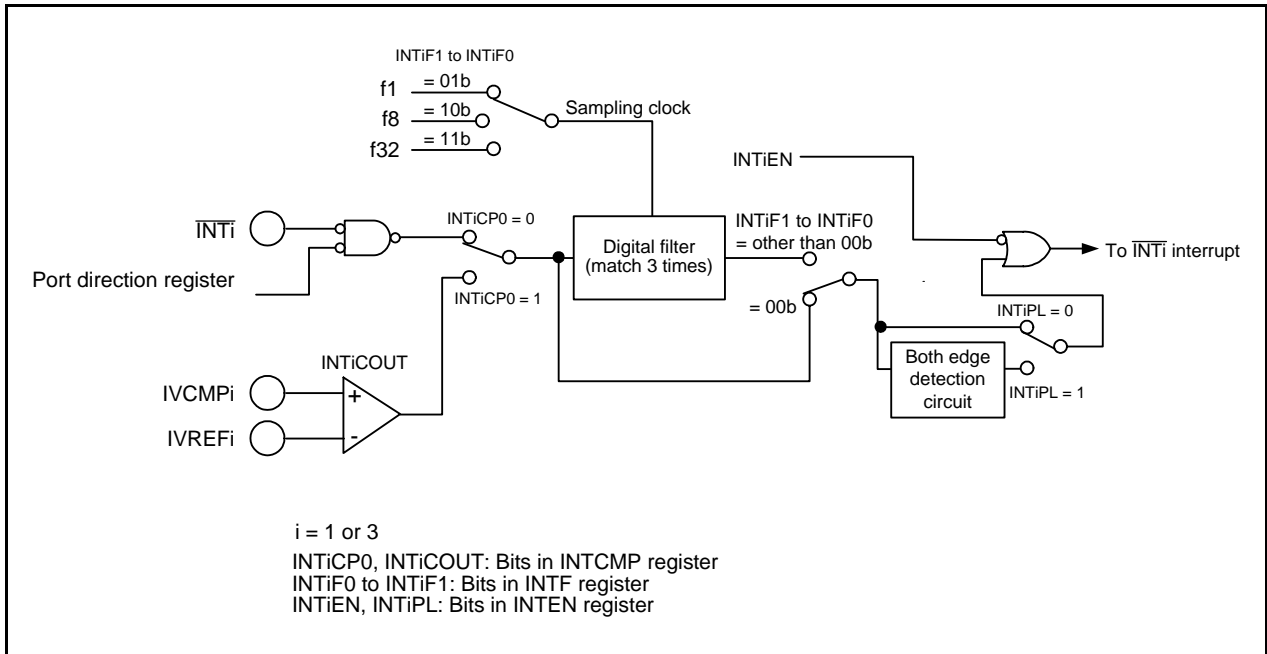 INTiF1 to INTiF0
f1
= 01b
f8
= 10b
f32
= 11b
Sampling clock
INTiEN
INTi
Port direction register
INTiCP0 = 0
INTiCP0 = 1
Digital filter
(match 3 times)
INTiF1 to INTiF0
= other than 00b
= 00b
To INTi interrupt
INTiPL = 0
INTiPL = 1
Both edge
detection
circuit
INTiCOUT
IVCMPi
+
IVREFi
-
i = 1 or 3
INTiCP0, INTiCOUT: Bits in INTCMP register
INTiF0 to INTiF1: Bits in INTF register
INTiEN, INTiPL: Bits in INTEN register